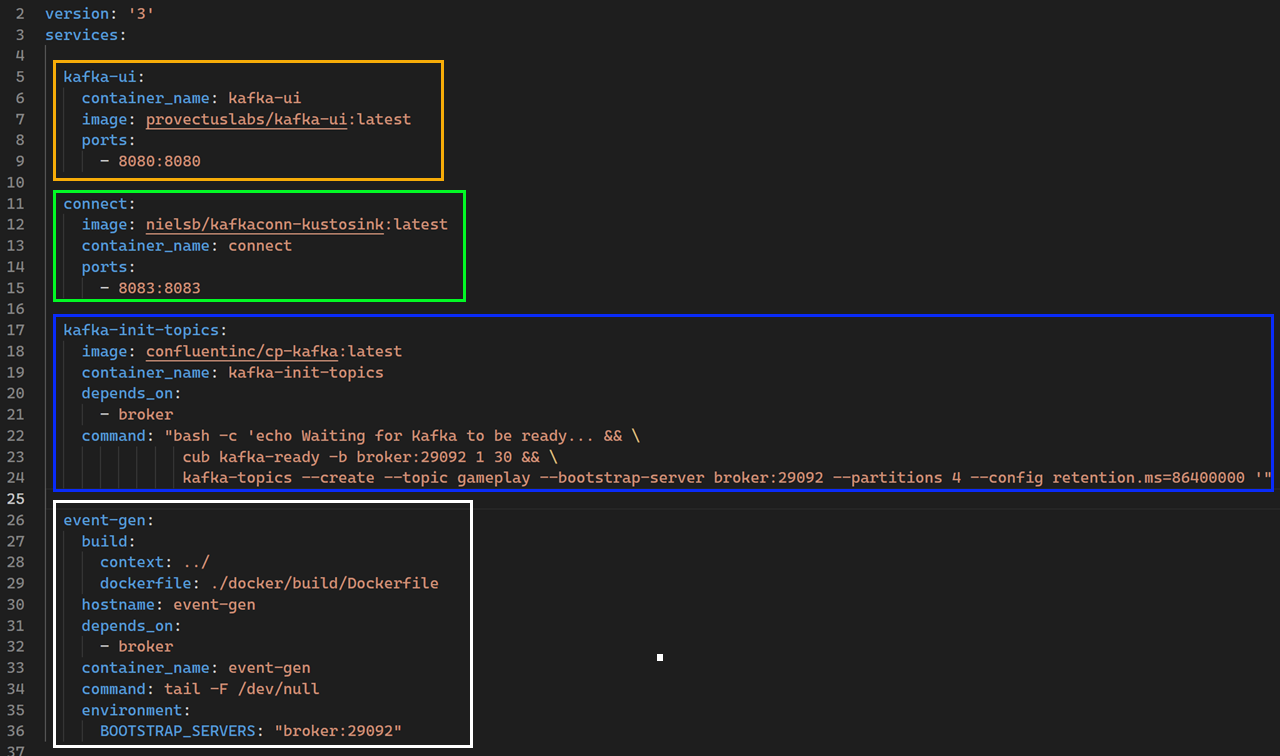 2 version: '3'
3 services:
4
5 kafka-ui:
6 container_name: kafka-ui
7 image: provectuslabs/kafka-ui:latest
8 ports:
9 - 8080:8080
10
11 connect:
12 image: nielsb/kafkaconn-kustosink:latest
13 container_name: connect
14 ports:
15 - 8083:8083
16
17 kafka-init-topics:
18 image: confluentinc/cp-kafka:latest
19 container_name: kafka-init-topics
20 depends_on:
21 - broker
22 command: "bash -c 'echo Waiting for Kafka to be ready... && \
23 cub kafka-ready -b broker:29092 1 30 && \
24 kafka-topics --create --topic gameplay --bootstrap-server broker:29092 --partitions 4 --config retention.ms=86400000 '"
25
26 event-gen:
27 build:
28 context: ../
29 dockerfile: ./docker/build/Dockerfile
30 hostname: event-gen
31 depends_on:
32 - broker
33 container_name: event-gen
34 command: tail -F /dev/null
35 environment:
36 BOOTSTRAP_SERVERS: "broker:29092"
37